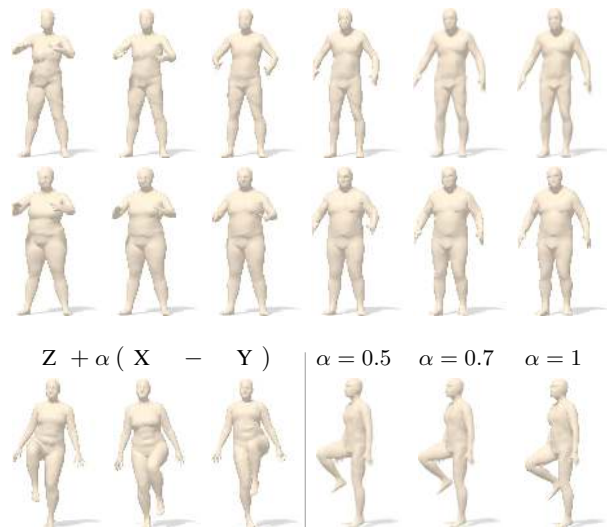 Z + α ( X − Y ) α = 0.5 α = 0.7 α = 1